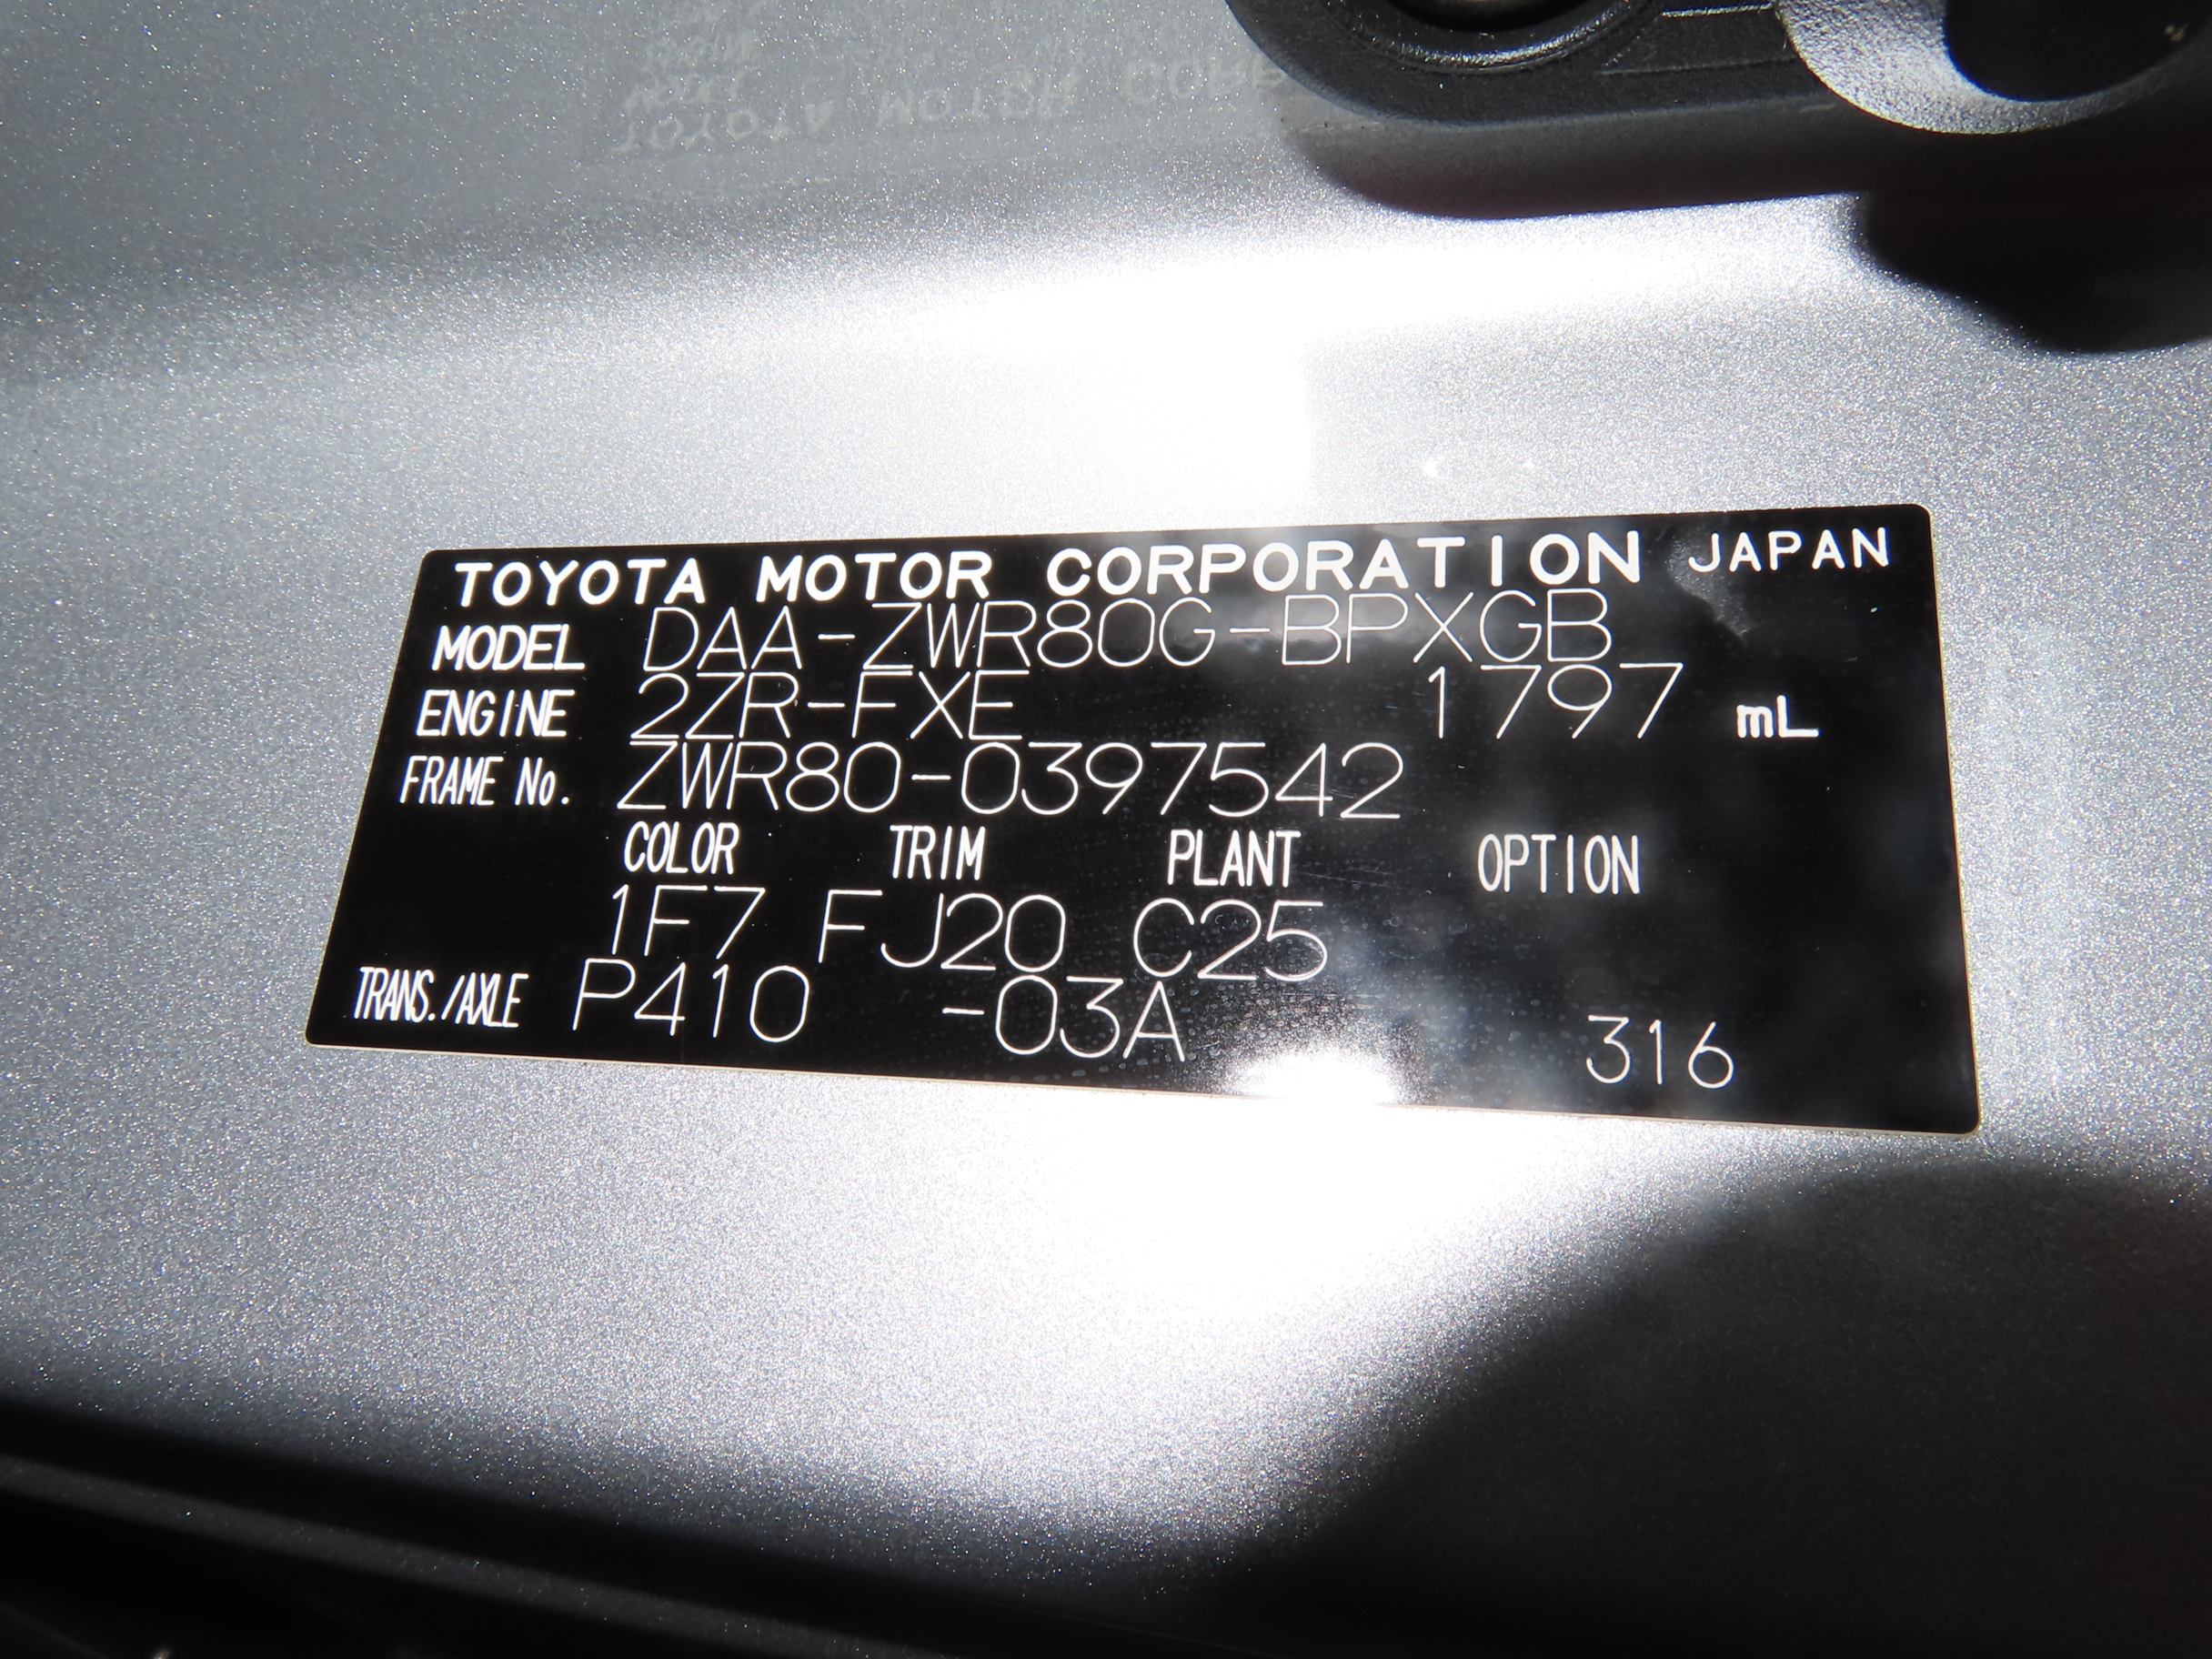 TOYOTA MOTOR CORPORATION JAPAN
MODEL DAA-ZWR80G-BPXGB
ENGINE 2ZR-FXE 1797 mL
FRAME No. ZWR80-0397542
COLOR TRIM PLANT OPTION
1F7 FJ20 C25
TRANS./AXLE P410 -03A 316